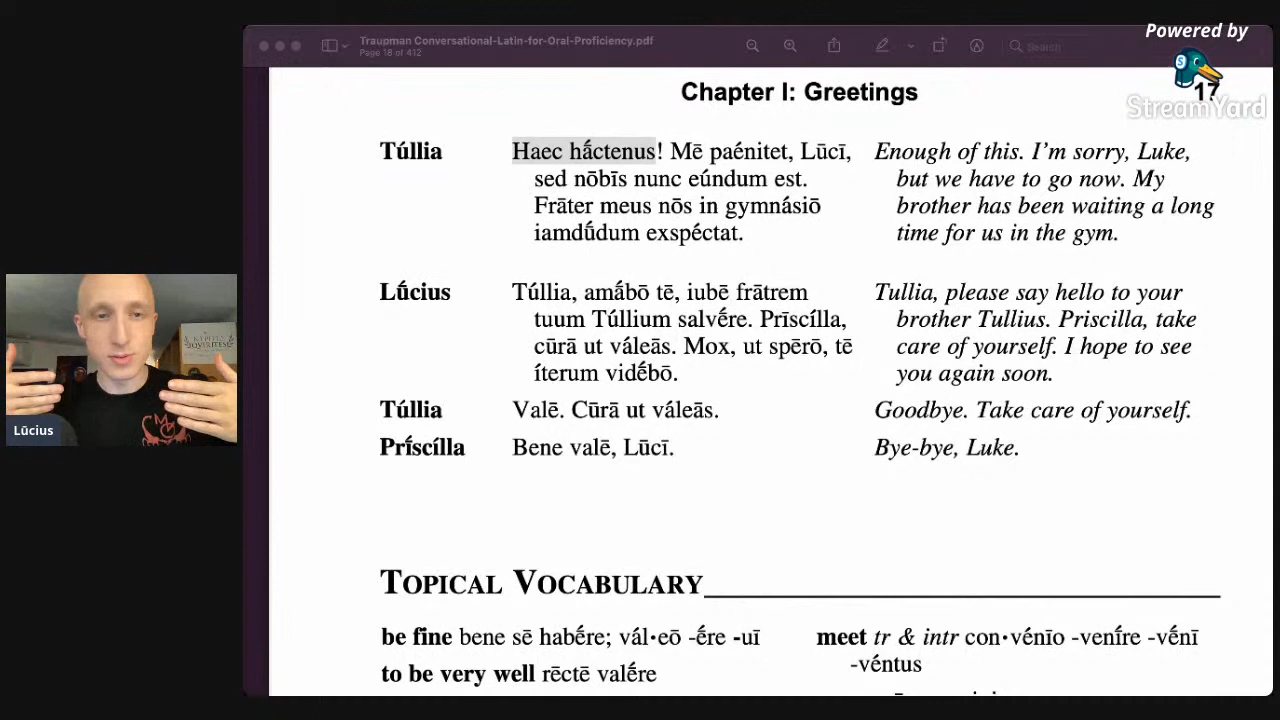 Powered by
StreamYard
Traupman Conversational-Latin-for-Oral-Proficiency.pdf
Page 18 of 412
Search
Chapter I: Greetings
17
Túllia
Haec hā́ctenus! Mē paénitet, Lūcī,
sed nōbīs nunc eúndum est.
Frāter meus nōs in gymnásiō
iamdū́dum exspéctat.
Enough of this. I'm sorry, Luke,
but we have to go now. My
brother has been waiting a long
time for us in the gym.
Lū́cius
Túllia, amā́bō tē, iubē frātrem
tuum Túllium salvḗre. Prīscílla,
cūrā ut váleās. Mox, ut spērō, tē
íterum vidḗbō.
Tullia, please say hello to your
brother Tullius. Priscilla, take
care of yourself. I hope to see
you again soon.
Túllia
Valē. Cūrā ut váleās.
Goodbye. Take care of yourself.
Prī́scílla
Bene valē, Lūcī.
Bye-bye, Luke.
TOPICAL VOCABULARY
be fine bene sē habḗre; vál•eō -ḗre -uī
to be very well rēctē valḗre
meet tr & intr con•vénīo -venī́re -vḗnī
-véntus
Lūcius